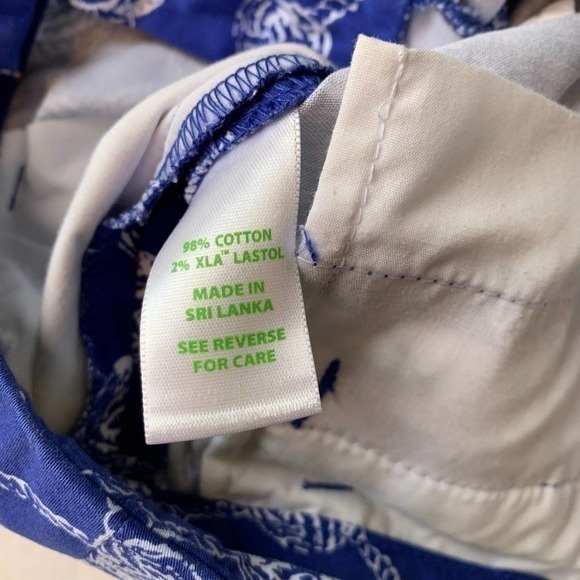 98% COTTON
2% XLA™ LASTOL
MADE IN
SRI LANKA
SEE REVERSE
FOR CARE